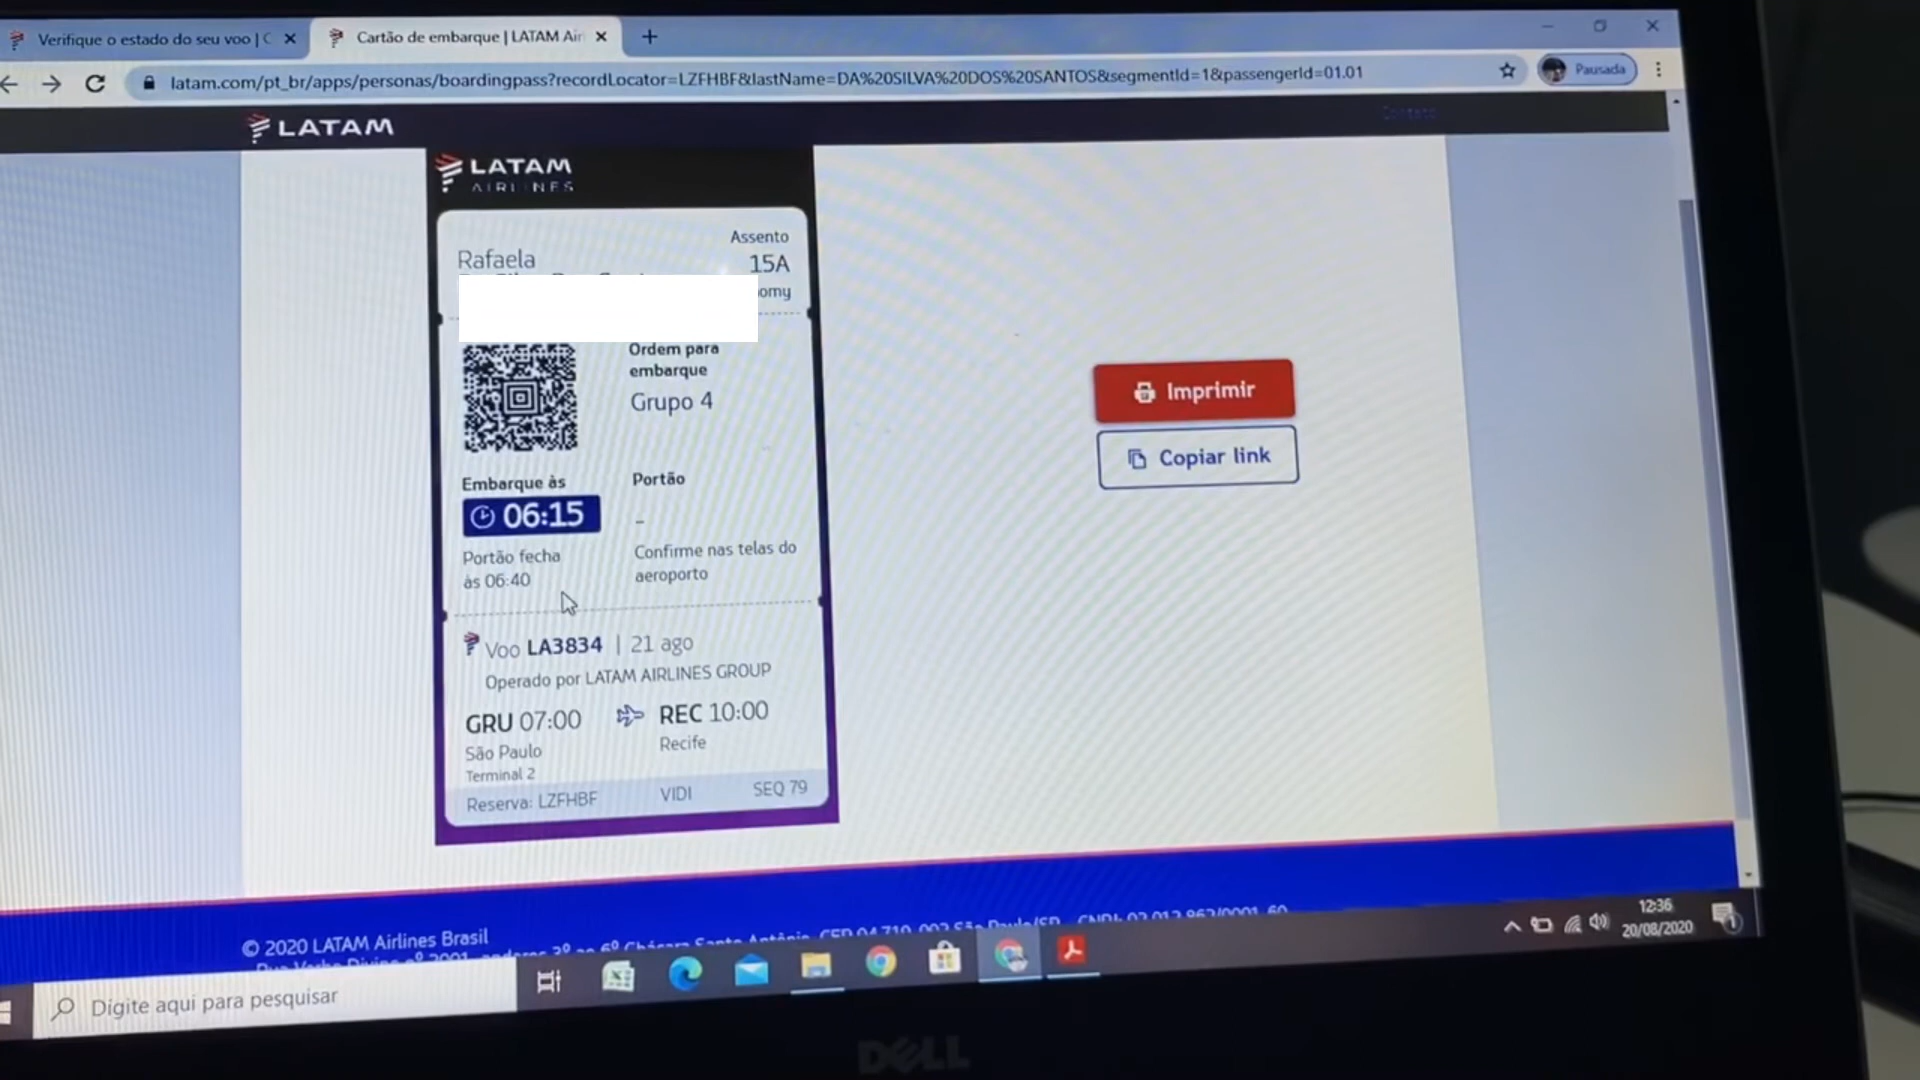 Verifique o estado do seu voo | C
Cartão de embarque | LATAM Air
latam.com/pt_br/apps/personas/boardingpass?recordLocator=LZFHBF&lastName=DA%20SILVA%20DOS%20SANTOS&segmentId=1&passengerId=01.01
Pausada
LATAM
Contato
LATAM
AIRLINES
Assento
Rafaela
15A
omy
Ordem para
embarque
Grupo 4
Imprimir
Copiar link
Embarque às
Portão
06:15
-
Portão fecha
às 06:40
Confirme nas telas do
aeroporto
Voo LA3834 | 21 ago
Operado por LATAM AIRLINES GROUP
GRU 07:00
REC 10:00
São Paulo
Recife
Terminal 2
Reserva: LZFHBF
VIDI
SEQ 79
© 2020 LATAM Airlines Brasil
Digite aqui para pesquisar
12:36
20/08/2020
1
DELL